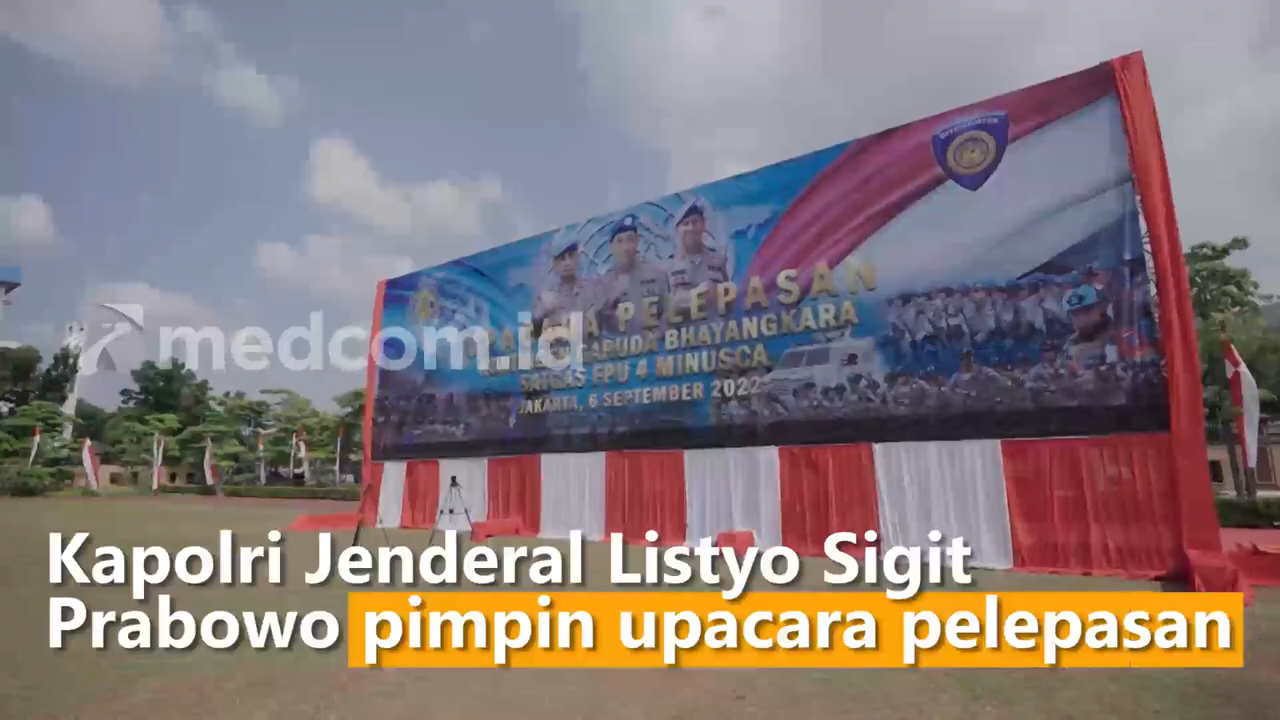 PELEPASAN
GARUDA BHAYANGKARA
SATGAS FPU 4 MINUSCA
JAKARTA, 6 SEPTEMBER 2022
medcom.id
Kapolri Jenderal Listyo Sigit
Prabowo pimpin upacara pelepasan